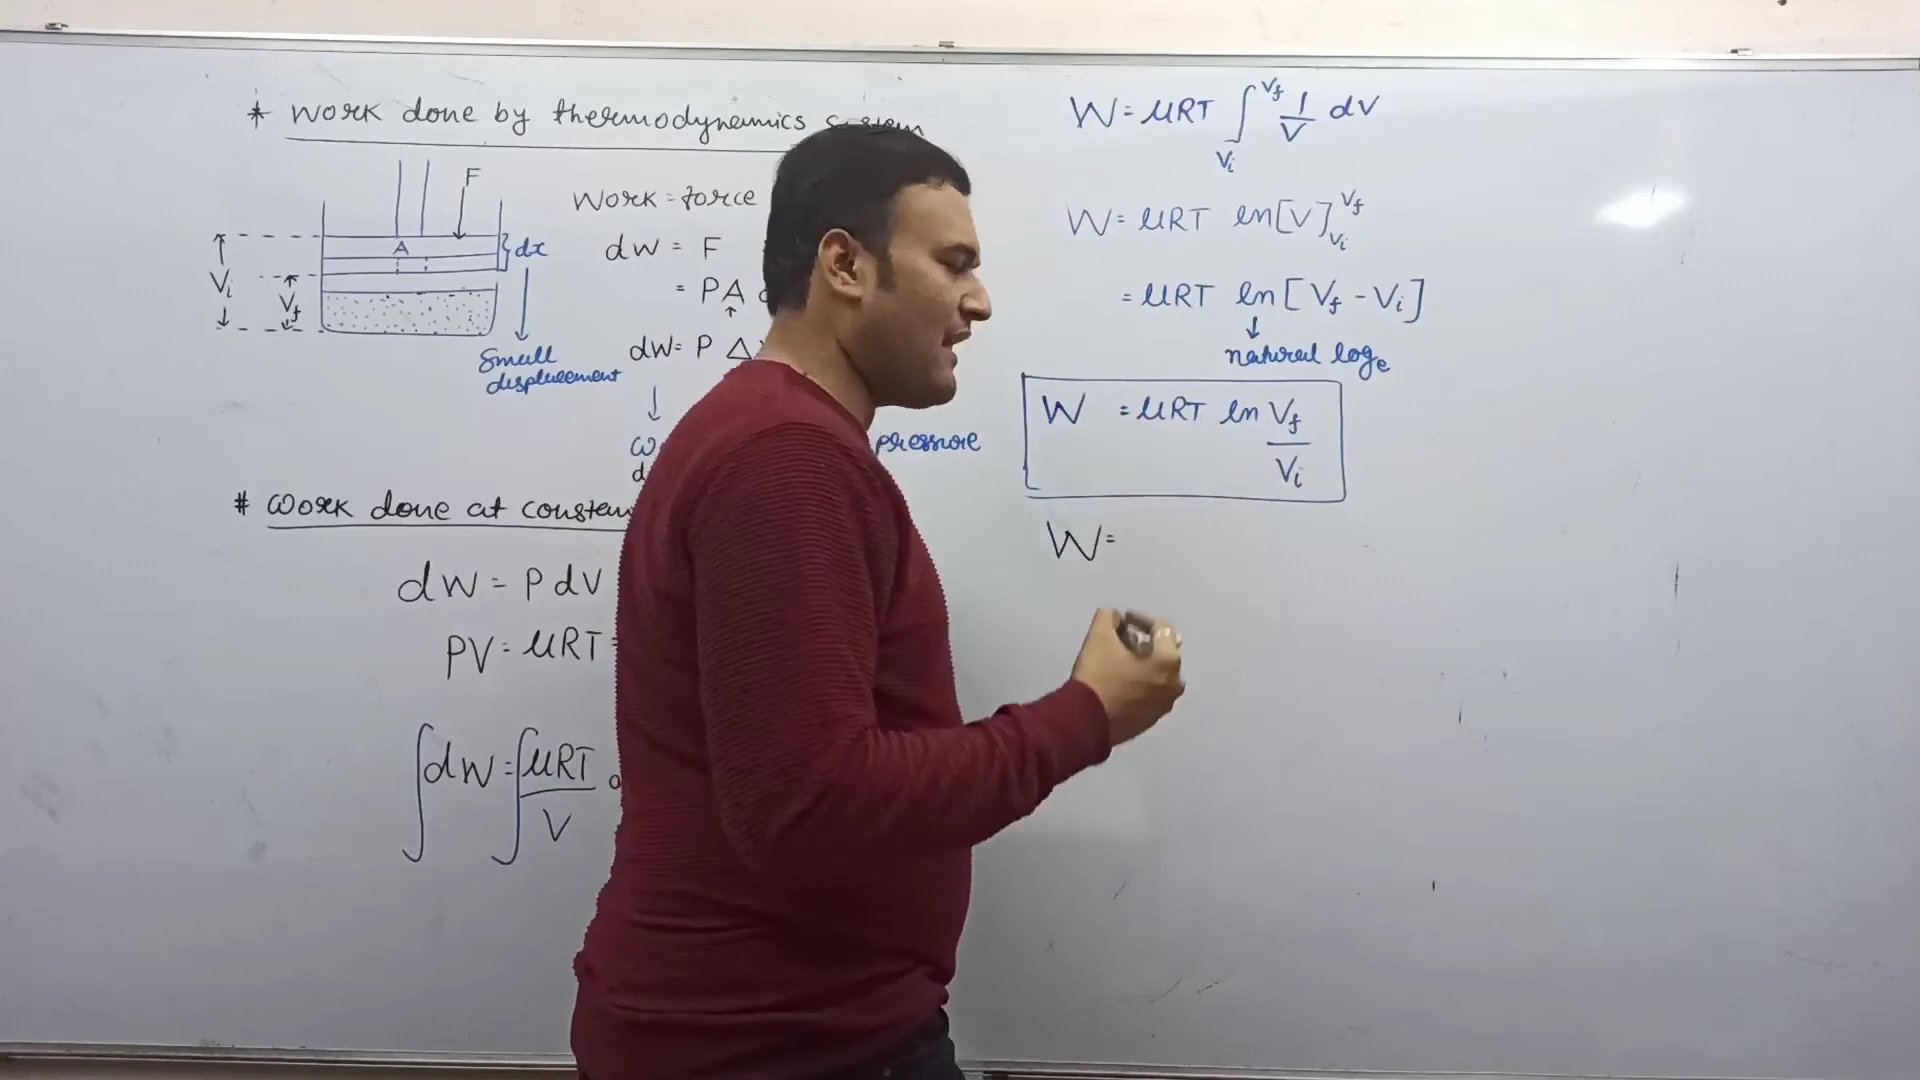 * Work done by thermodynamics system
F
A
dx
Vi
Vf
Small
displacement
Work = force
dW = F
= PA
dW = P Δ
↓
pressure
# Work done at
dW = P dV
PV = μRT =
∫dW = ∫μRT/V
W = μRT ∫_{Vi}^{Vf} 1/V dV
W = μRT ln[V]_{Vi}^{Vf}
= μRT ln[Vf - Vi]
↓
natural logₑ
W = μRT ln Vf/Vi
W =